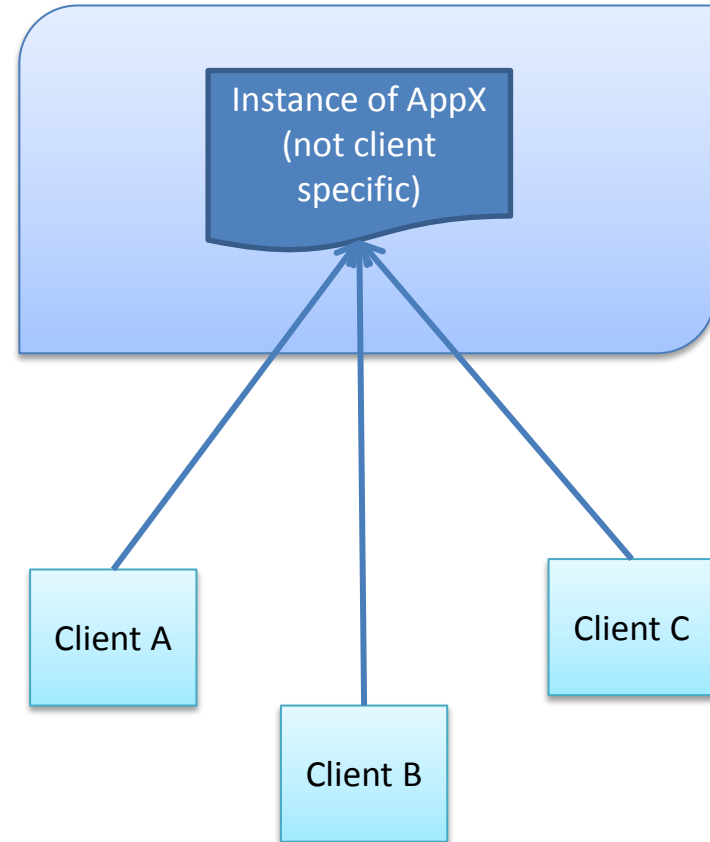 Instance of AppX
(not client
specific)
Client A
Client C
Client B